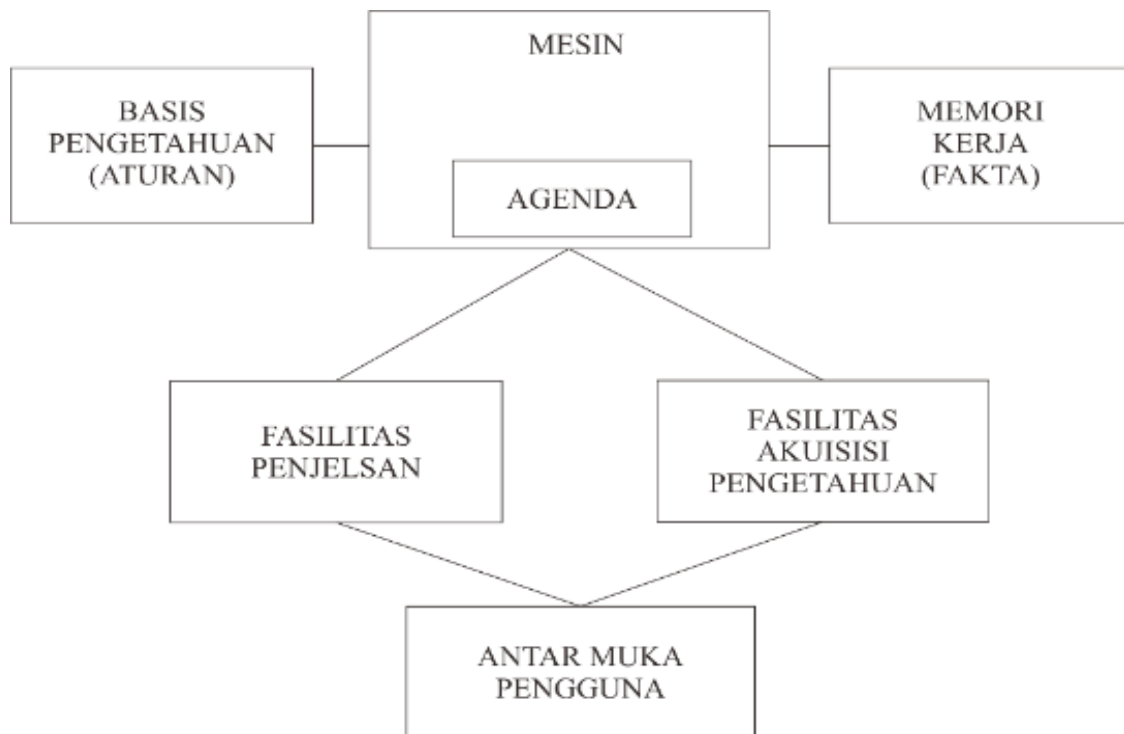 MESIN
BASIS
PENGETAHUAN
(ATURAN)
AGENDA
MEMORI
KERJA
(FAKTA)
FASILITAS
PENJELSAN
FASILITAS
AKUISISI
PENGETAHUAN
ANTAR MUKA
PENGGUNA